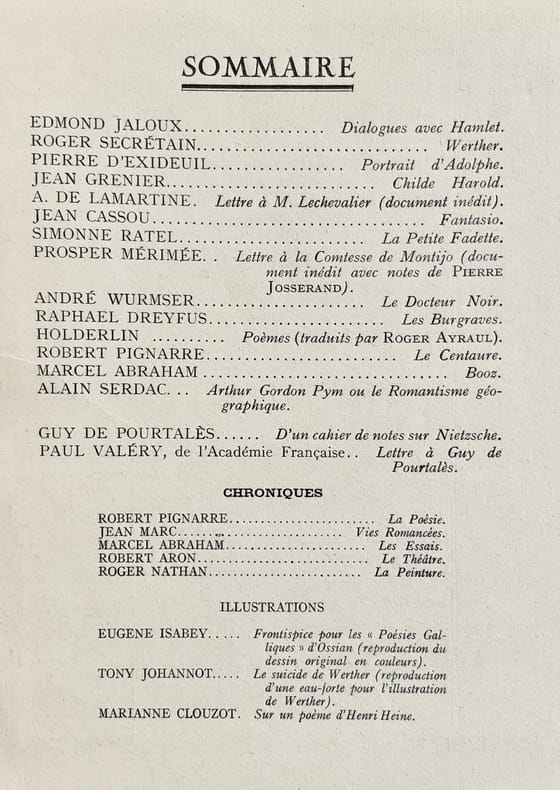 SOMMAIRE
EDMOND JALOUX................. Dialogues avec Hamlet.
ROGER SECRÉTAIN............................. Werther.
PIERRE D'EXIDEUIL................. Portrait d'Adolphe.
JEAN GRENIER........................... Childe Harold.
A. DE LAMARTINE. Lettre à M. Lechevalier (document inédit).
JEAN CASSOU................................... Fantasio.
SIMONNE RATEL........................ La Petite Fadette.
PROSPER MÉRIMÉE. . Lettre à la Comtesse de Montijo (docu-
ment inédit avec notes de PIERRE
JOSSERAND).
ANDRÉ WURMSER..................... Le Docteur Noir.
RAPHAEL DREYFUS...................... Les Burgraves.
HOLDERLIN .......... Poèmes (traduits par ROGER AYRAUL).
ROBERT PIGNARRE........................ Le Centaure.
MARCEL ABRAHAM ............................... Booz.
ALAIN SERDAC. . . Arthur Gordon Pym ou le Romantisme géo-
graphique.
GUY DE POURTALÈS...... D'un cahier de notes sur Nietzsche.
PAUL VALÉRY, de l'Académie Française. . Lettre à Guy de
Pourtalès.
CHRONIQUES
ROBERT PIGNARRE...................... La Poésie.
JEAN MARC...................... Vies Romancées.
MARCEL ABRAHAM..................... Les Essais.
ROBERT ARON........................ Le Théâtre.
ROGER NATHAN....................... La Peinture.
ILLUSTRATIONS
EUGENE ISABEY..... Frontispice pour les « Poésies Gal-
liques » d'Ossian (reproduction du
dessin original en couleurs).
TONY JOHANNOT..... Le suicide de Werther (reproduction
d'une eau-forte pour l'illustration
de Werther).
MARIANNE CLOUZOT. Sur un poème d'Henri Heine.